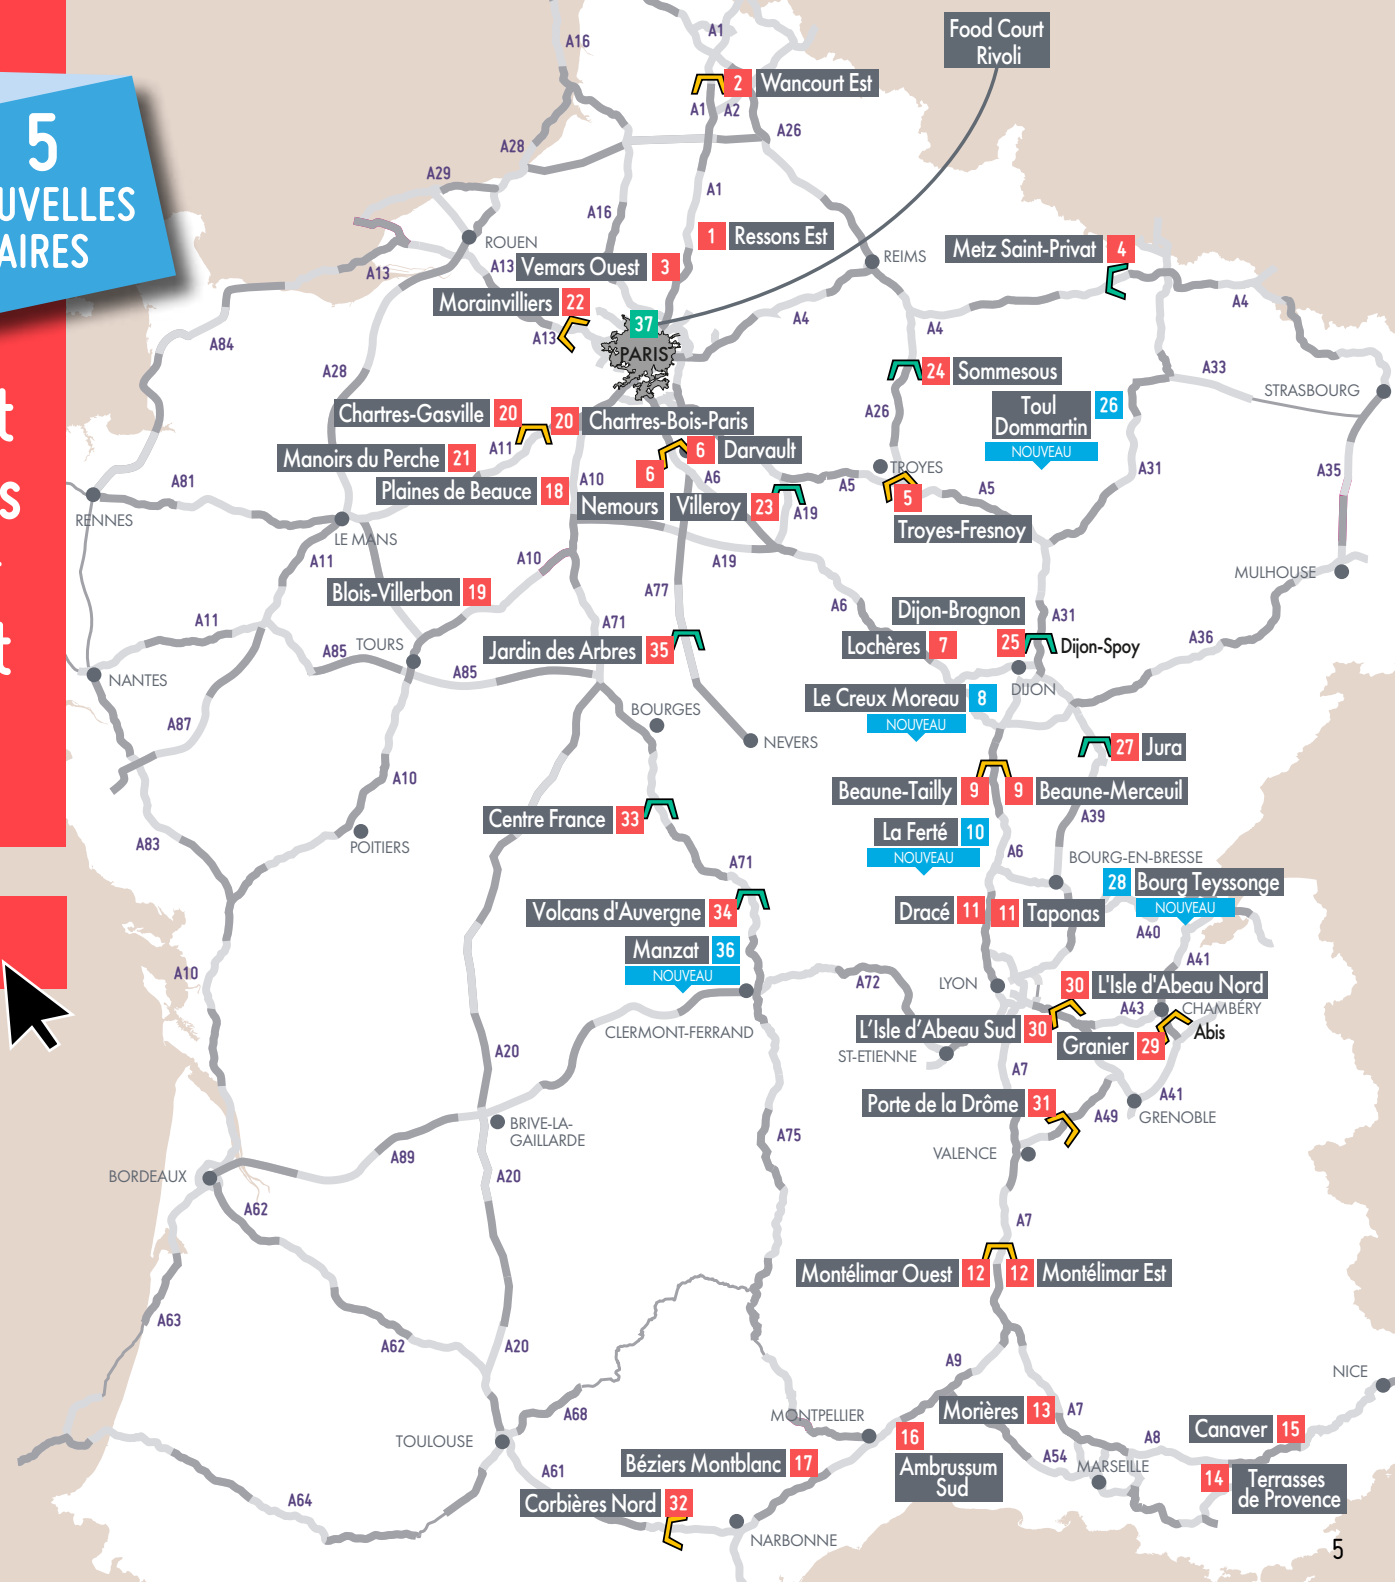 A16
A1
Food Court
Rivoli
2 Wancourt Est
A1
A2
A26
5
UVELLES
AIRES
A28
A29
A1
A16
1 Ressons Est
ROUEN
A13
A13
Vemars Ouest 3
REIMS
Metz Saint-Privat 4
Morainvilliers 22
A4
A4
A4
37
A13
PARIS
A84
A28
24 Sommesous
A33
STRASBOURG
Toul
Dommartin
26
NOUVEAU
t
Chartres-Gasville 20
20 Chartres-Bois-Paris
A26
A11
6 Darvault
Manoirs du Perche 21
6
TROYES
A31
A35
s
A81
Plaines de Beauce 18
A10
A6
A5
A5
5
Nemours
Villeroy 23
A19
Troyes-Fresnoy
RENNES
LE MANS
A11
A10
A19
MULHOUSE
Blois-Villerbon 19
A77
A6
Dijon-Brognon
A31
A11
A71
t
TOURS
A85
Jardin des Arbres 35
Lochères 7
25
Dijon-Spoy
A36
NANTES
A85
DIJON
Le Creux Moreau 8
NOUVEAU
A87
BOURGES
NEVERS
27 Jura
A10
Beaune-Tailly 9
9 Beaune-Merceuil
Centre France 33
A39
La Ferté 10
NOUVEAU
A83
POITIERS
A6
BOURG-EN-BRESSE
A71
28 Bourg Teyssonge
NOUVEAU
Volcans d'Auvergne 34
Dracé 11
11 Taponas
A40
Manzat 36
NOUVEAU
A41
A10
A72
LYON
30 L'Isle d'Abeau Nord
A43
CHAMBÉRY
CLERMONT-FERRAND
L’Isle d’Abeau Sud 30
Abis
Granier 29
A20
ST-ETIENNE
A7
A41
Porte de la Drôme 31
A49
GRENOBLE
BRIVE-LA-
GAILLARDE
A75
A89
VALENCE
BORDEAUX
A20
A62
A7
Montélimar Ouest 12
12 Montélimar Est
A63
A62
A20
A9
NICE
A68
MONTPELLIER
Morières 13
A7
Canaver 15
TOULOUSE
16
A8
Ambrussum
Sud
A54
MARSEILLE
Béziers Montblanc 17
A61
14 Terrasses
de Provence
A64
Corbières Nord 32
NARBONNE
5